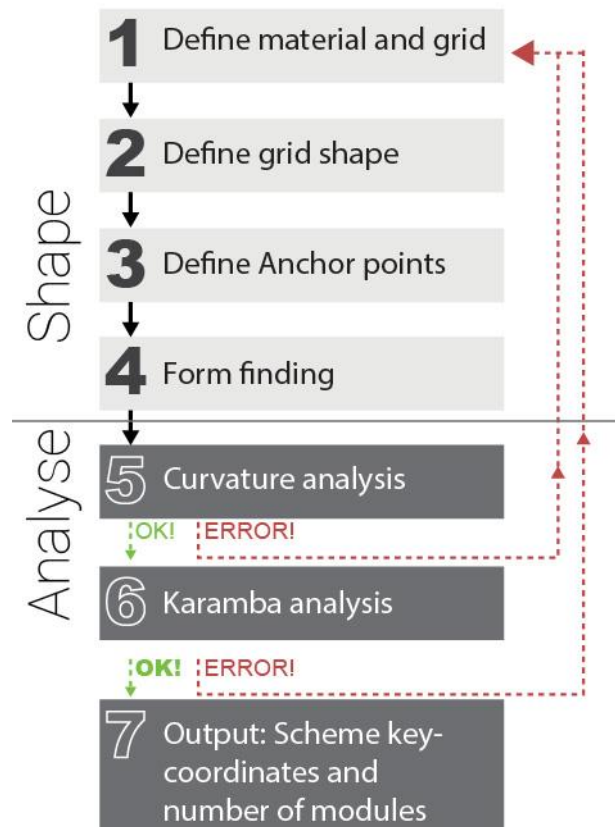 Shape
1 Define material and grid
2 Define grid shape
3 Define Anchor points
4 Form finding
Analyse
5 Curvature analysis
OK! ERROR!
6 Karamba analysis
OK! ERROR!
7 Output: Scheme key-
coordinates and
number of modules